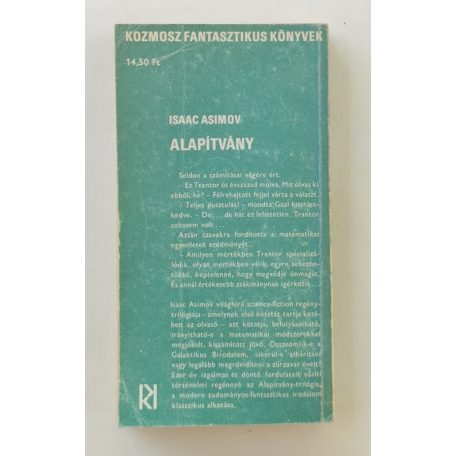 KOZMOSZ FANTASZTIKUS KÖNYVEK
14,50 Ft
ISAAC ASIMOV
ALAPÍTVÁNY
Seldon a számításai végére ért.
– Ez Trantor öt évszázad múlva. Mit olvas ki
ebből, he? – Félrehajtott fejjel várta a választ.
– Teljes pusztulás! – mondta Gaal hitetlen-
kedve. – De... de hát ez lehetetlen. Trantor
sohasem volt...
Aztán szavakra fordította a matematikai
egyenletek eredményét.
– Amilyen mértékben Trantor specializá-
lódik, olyan mértékben válik egyre sebezhe-
tőbbé, képtelenné, hogy megvédje önmagát.
És annál értékesebb zsákmánynak ígérkezik...
Isaac Asimov világhírű science-fiction regény-
trilógiája – amelynek első kötetét tartja kezé-
ben az olvasó – azt kutatja, befolyásolható,
irányítható-e a matematikai módszerekkel
megjósolt, kiszámított jövő. Összeomlik-e a
Galaktikus Birodalom, sikerül-e elhárítani
vagy legalább megrövidíteni a zűrzavar éveit?
Ezer év izgalmas és döntő fordulatait sűríti
történelmi regénnyé az Alapítvány-trilógia,
a modern tudományos-fantasztikus irodalom
klasszikus alkotása.